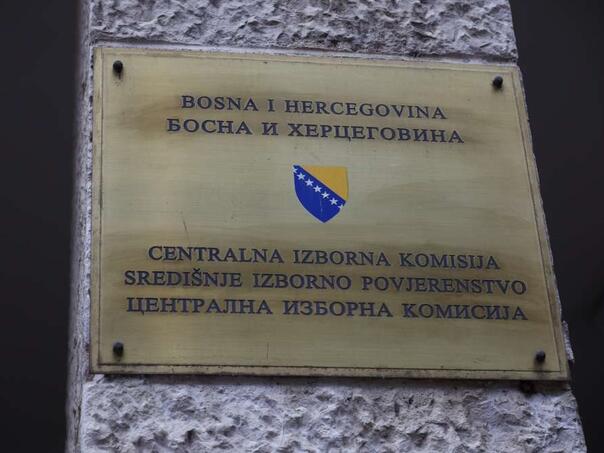 BOSNA I HERCEGOVINA
БОСНА И ХЕРЦЕГОВИНА
CENTRALNA IZBORNA KOMISIJA
SREDIŠNJE IZBORNO POVJERENSTVO
ЦЕНТРАЛНА ИЗБОРНА КОМИСИЈА